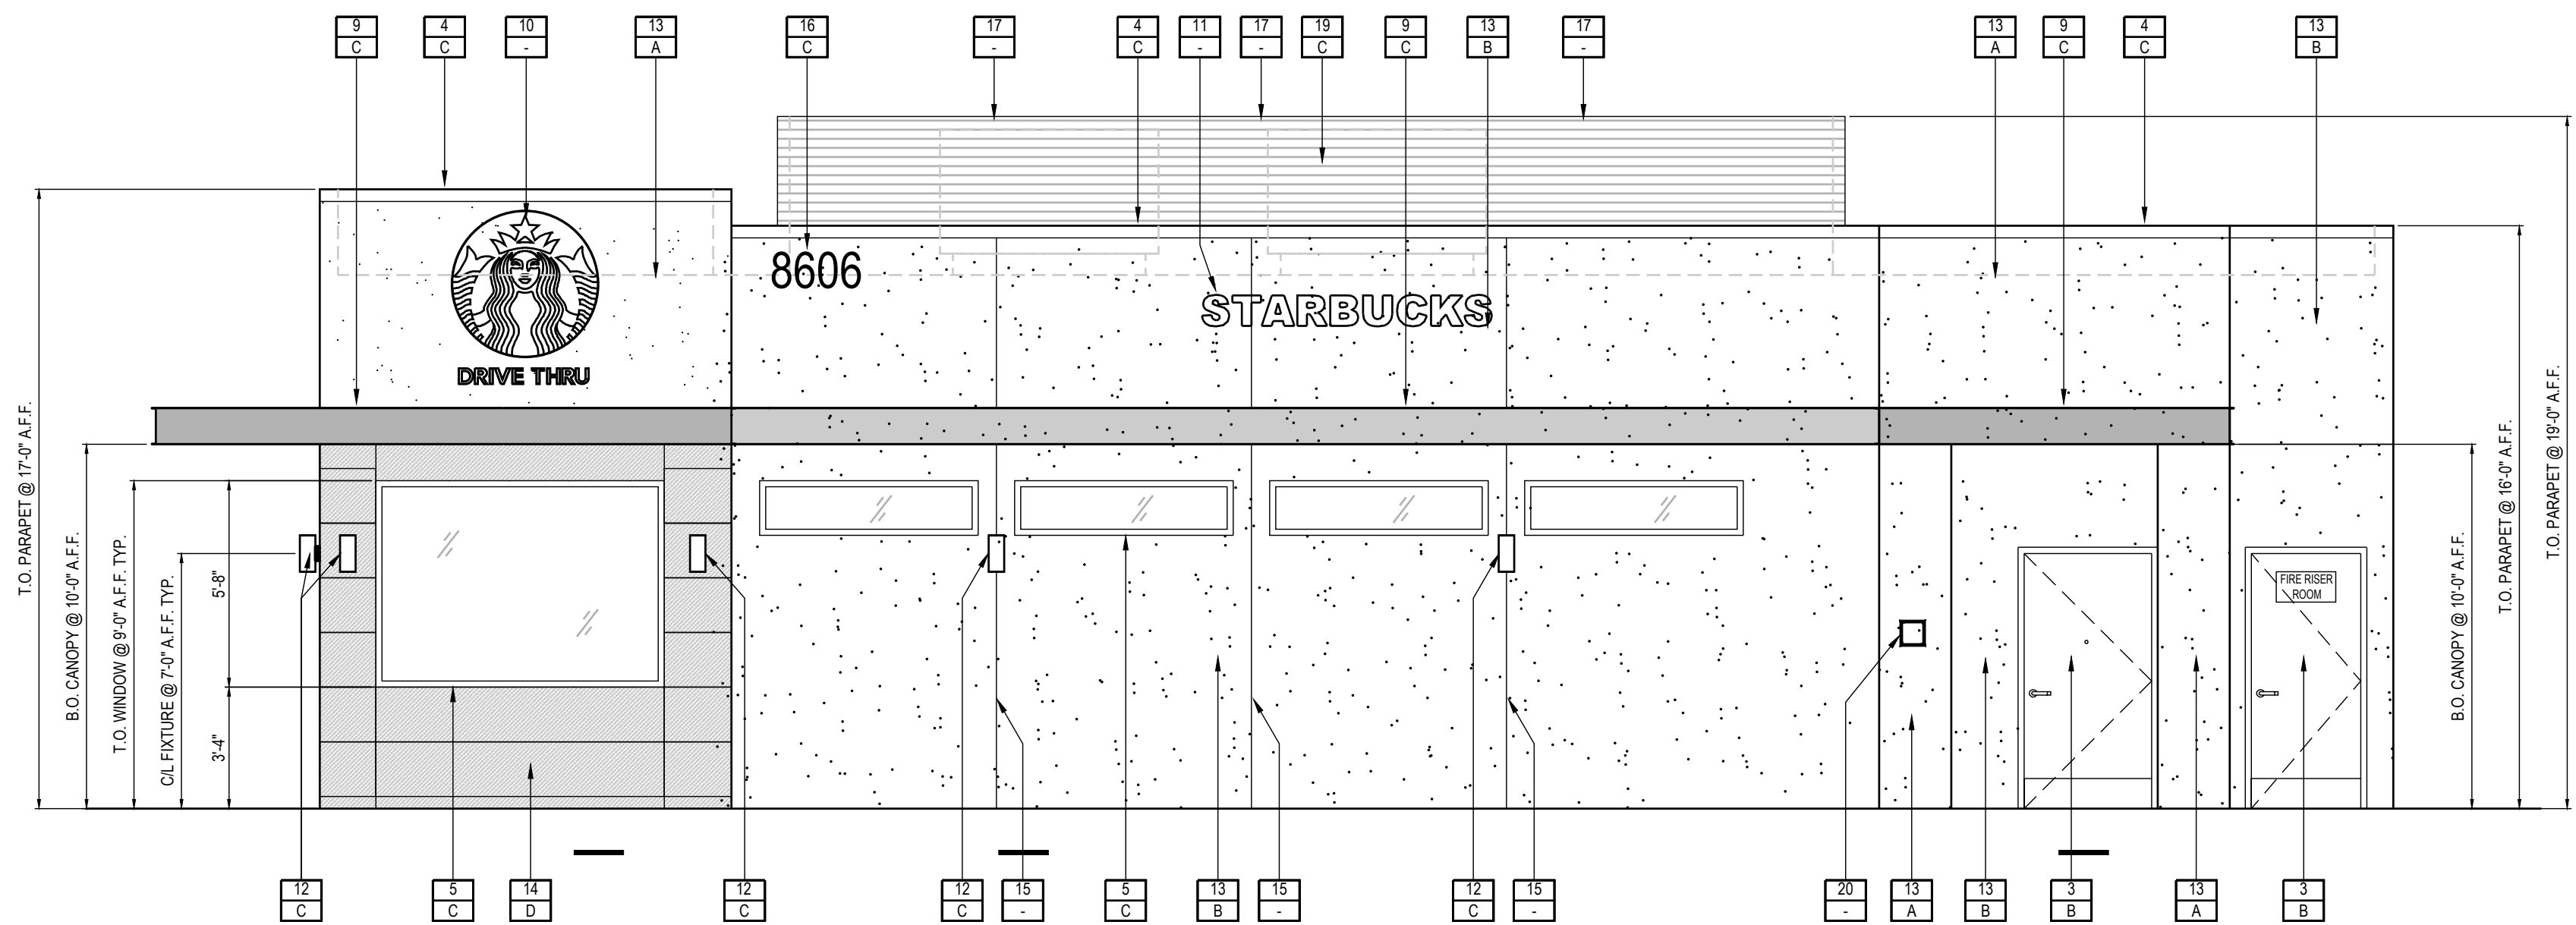 9 4 10 13 16 17 4 11 17 19 9 13 17 13 9 4 13
C C - A C - C - - C C B - A C C B
8606
STARBUCKS
DRIVE THRU
T.O. PARAPET @ 17'-0" A.F.F.
B.O. CANOPY @ 10'-0" A.F.F.
T.O. WINDOW @ 9'-0" A.F.F. TYP.
C/L FIXTURE @ 7'-0" A.F.F. TYP.
5'-8"
3'-4"
FIRE RISER
ROOM
B.O. CANOPY @ 10'-0" A.F.F.
T.O. PARAPET @ 16'-0" A.F.F.
T.O. PARAPET @ 19'-0" A.F.F.
12 5 14 12 12 15 5 13 15 12 15 20 13 13 3 13 3
C C D C C - C B - C - - A B B A B